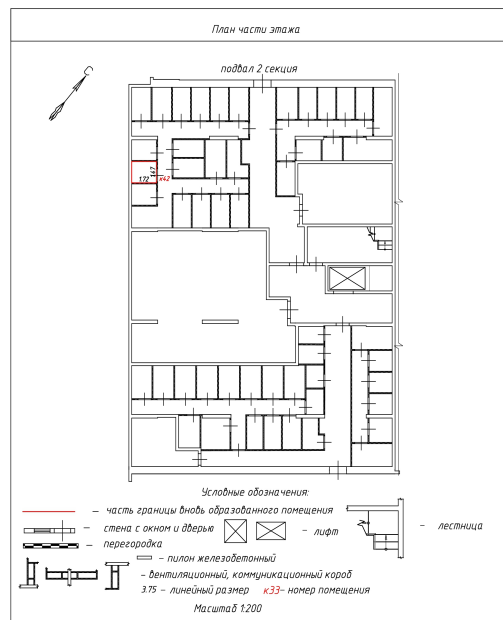 План части этажа
подвал 2 секция
С
1.47
1.72
к42
Условные обозначения:
— часть границы вновь образованного помещения
— стена с окном и дверью
— лифт
— лестница
— перегородка
— пилон железобетонный
— вентиляционный, коммуникационный короб
3.75 — линейный размер
к33— номер помещения
Масштаб 1:200